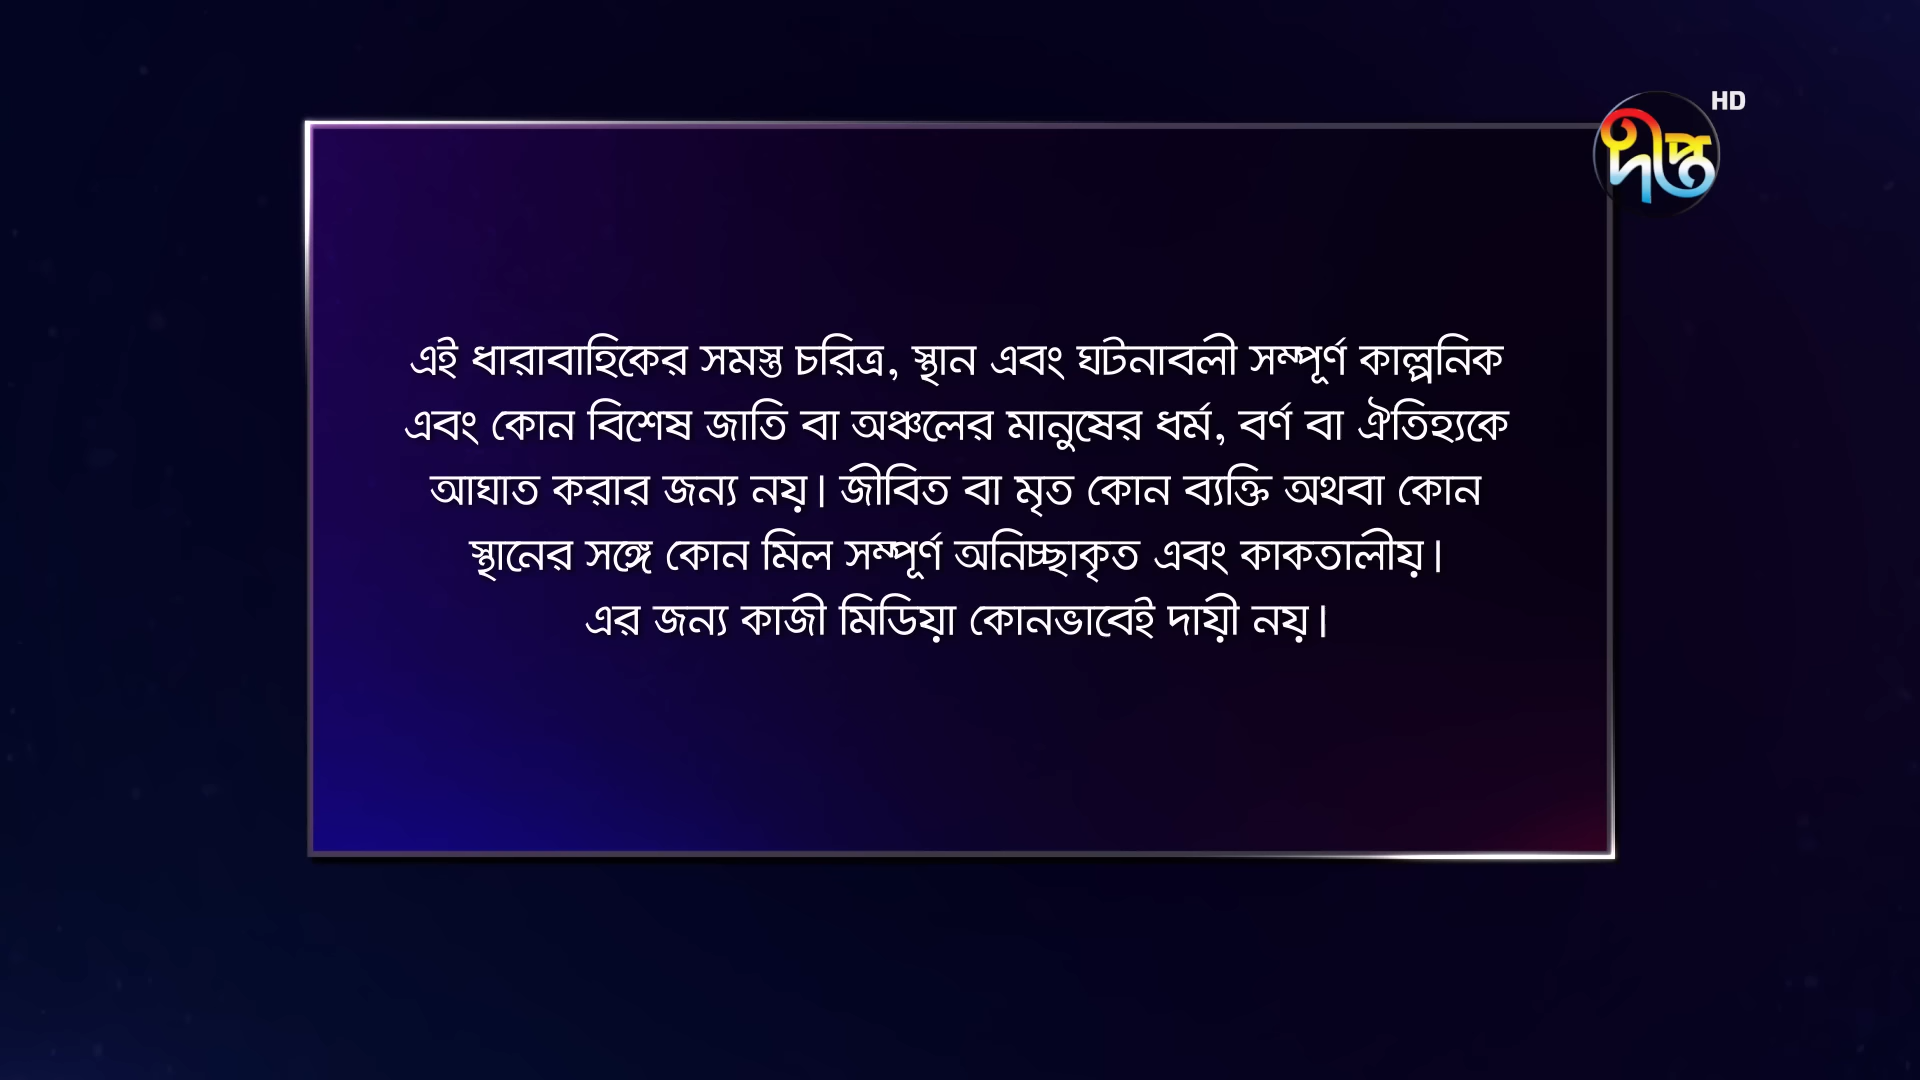 HD
দীপ্ত
এই ধারাবাহিকের সমস্ত চরিত্র, স্থান এবং ঘটনাবলী সম্পূর্ণ কাল্পনিক
এবং কোন বিশেষ জাতি বা অঞ্চলের মানুষের ধর্ম, বর্ণ বা ঐতিহ্যকে
আঘাত করার জন্য নয়। জীবিত বা মৃত কোন ব্যক্তি অথবা কোন
স্থানের সঙ্গে কোন মিল সম্পূর্ণ অনিচ্ছাকৃত এবং কাকতালীয়।
এর জন্য কাজী মিডিয়া কোনভাবেই দায়ী নয়।